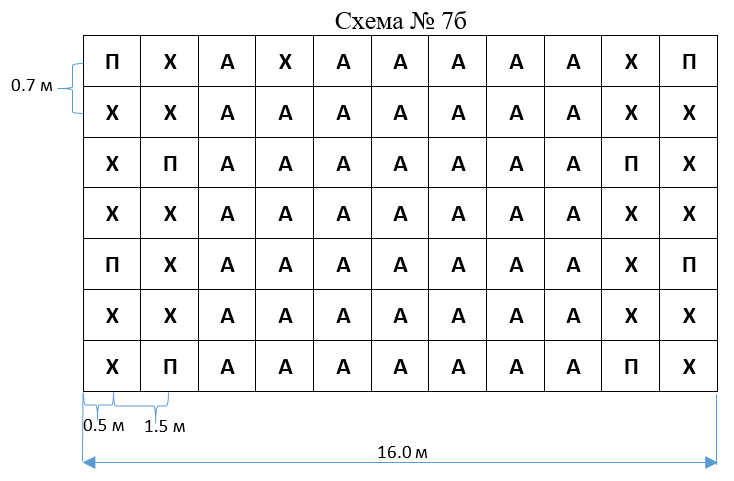 Схема № 7б
П Х А Х А А А А А Х П
0.7 м
Х Х А А А А А А А Х Х
Х П А А А А А А А П Х
Х Х А А А А А А А Х Х
П Х А А А А А А А Х П
Х Х А А А А А А А Х Х
Х П А А А А А А А П Х
0.5 м 1.5 м
16.0 м